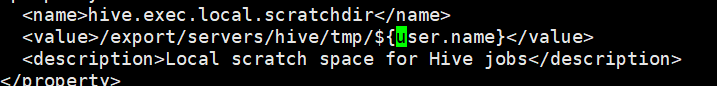 <name>hive.exec.local.scratchdir</name>
<value>/export/servers/hive/tmp/${user.name}</value>
<description>Local scratch space for Hive jobs</description>
</property>